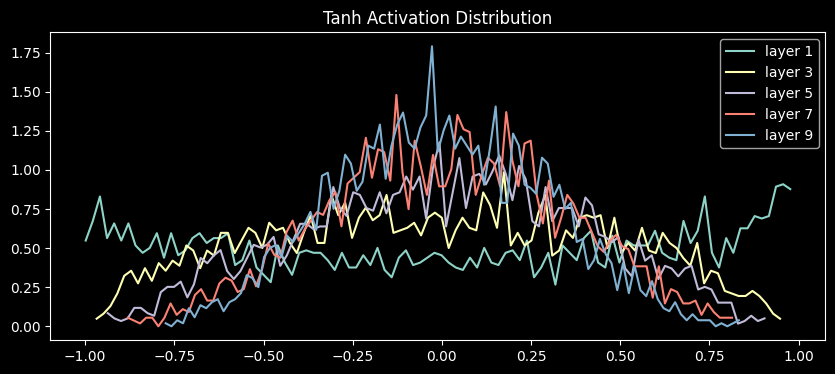 Tanh Activation Distribution
layer 1
layer 3
layer 5
layer 7
layer 9
1.75
1.50
1.25
1.00
0.75
0.50
0.25
0.00
−1.00 −0.75 −0.50 −0.25 0.00 0.25 0.50 0.75 1.00